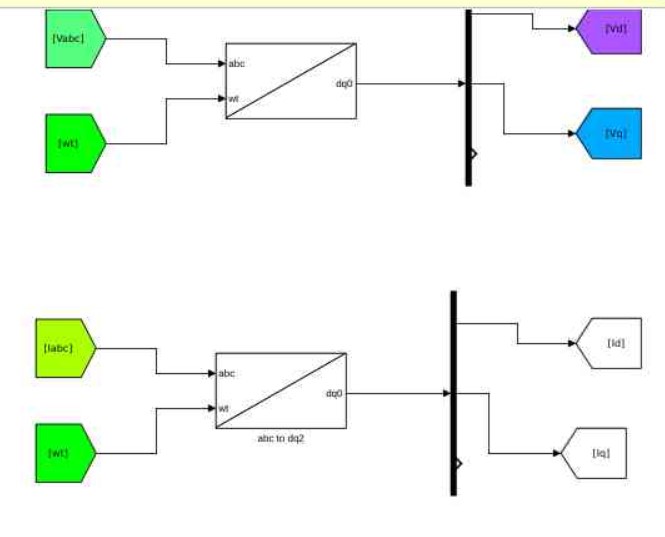 [Vabc]
[Vd]
abc
dq0
wt
[wt]
[Vq]
[Iabc]
[Id]
abc
dq0
wt
abc to dq2
[wt]
[Iq]